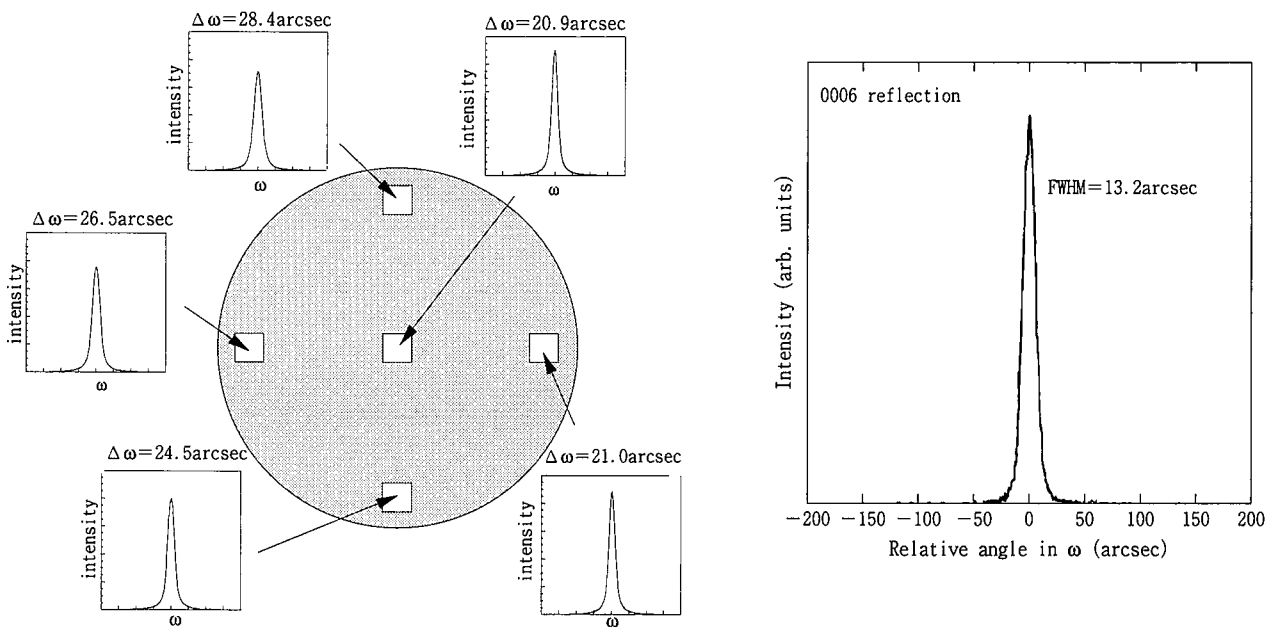 Δω=28.4arcsec
intensity
ω
Δω=20.9arcsec
intensity
ω
Δω=26.5arcsec
intensity
ω
Δω=24.5arcsec
intensity
ω
Δω=21.0arcsec
intensity
ω
0006 reflection
FWHM=13.2arcsec
Intensity (arb. units)
-200 -150 -100 -50 0 50 100 150 200
Relative angle in ω (arcsec)